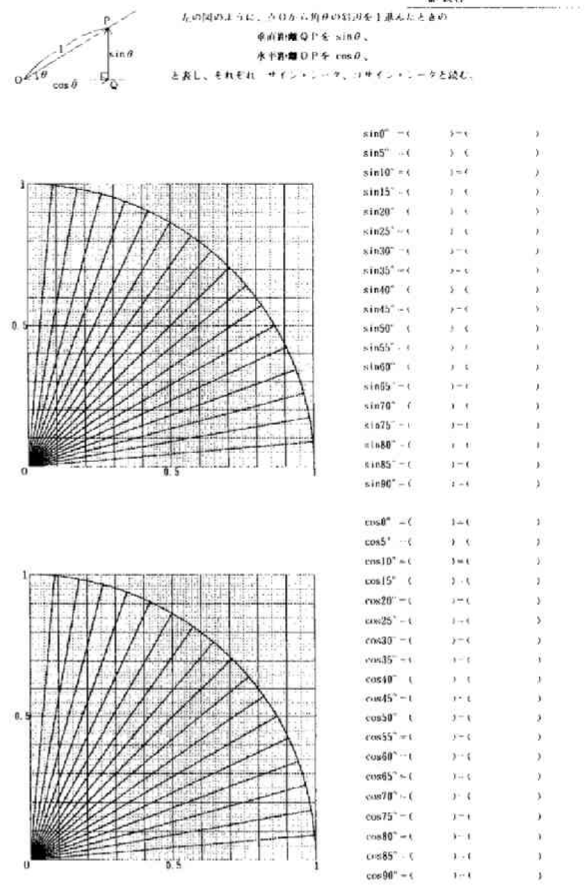 P
左の図のように、点Oから角θの斜辺を1進んだときの
1
垂直距離QPを sinθ、
sinθ
水平距離OPを cosθ、
O θ
cosθ Q
と表し、それぞれ サイン・シータ、コサイン・シータと読む。
sin0° =( )=( )
sin5° =( )=( )
sin10° =( )=( )
sin15° =( )=( )
sin20° =( )=( )
sin25° =( )=( )
sin30° =( )=( )
sin35° =( )=( )
sin40° =( )=( )
sin45° =( )=( )
sin50° =( )=( )
sin55° =( )=( )
sin60° =( )=( )
sin65° =( )=( )
sin70° =( )=( )
sin75° =( )=( )
sin80° =( )=( )
sin85° =( )=( )
sin90° =( )=( )
1
0.5
0 0.5 1
cos0° =( )=( )
cos5° =( )=( )
cos10° =( )=( )
cos15° =( )=( )
cos20° =( )=( )
cos25° =( )=( )
cos30° =( )=( )
cos35° =( )=( )
cos40° =( )=( )
cos45° =( )=( )
cos50° =( )=( )
cos55° =( )=( )
cos60° =( )=( )
cos65° =( )=( )
cos70° =( )=( )
cos75° =( )=( )
cos80° =( )=( )
cos85° =( )=( )
cos90° =( )=( )
1
0.5
0 0.5 1